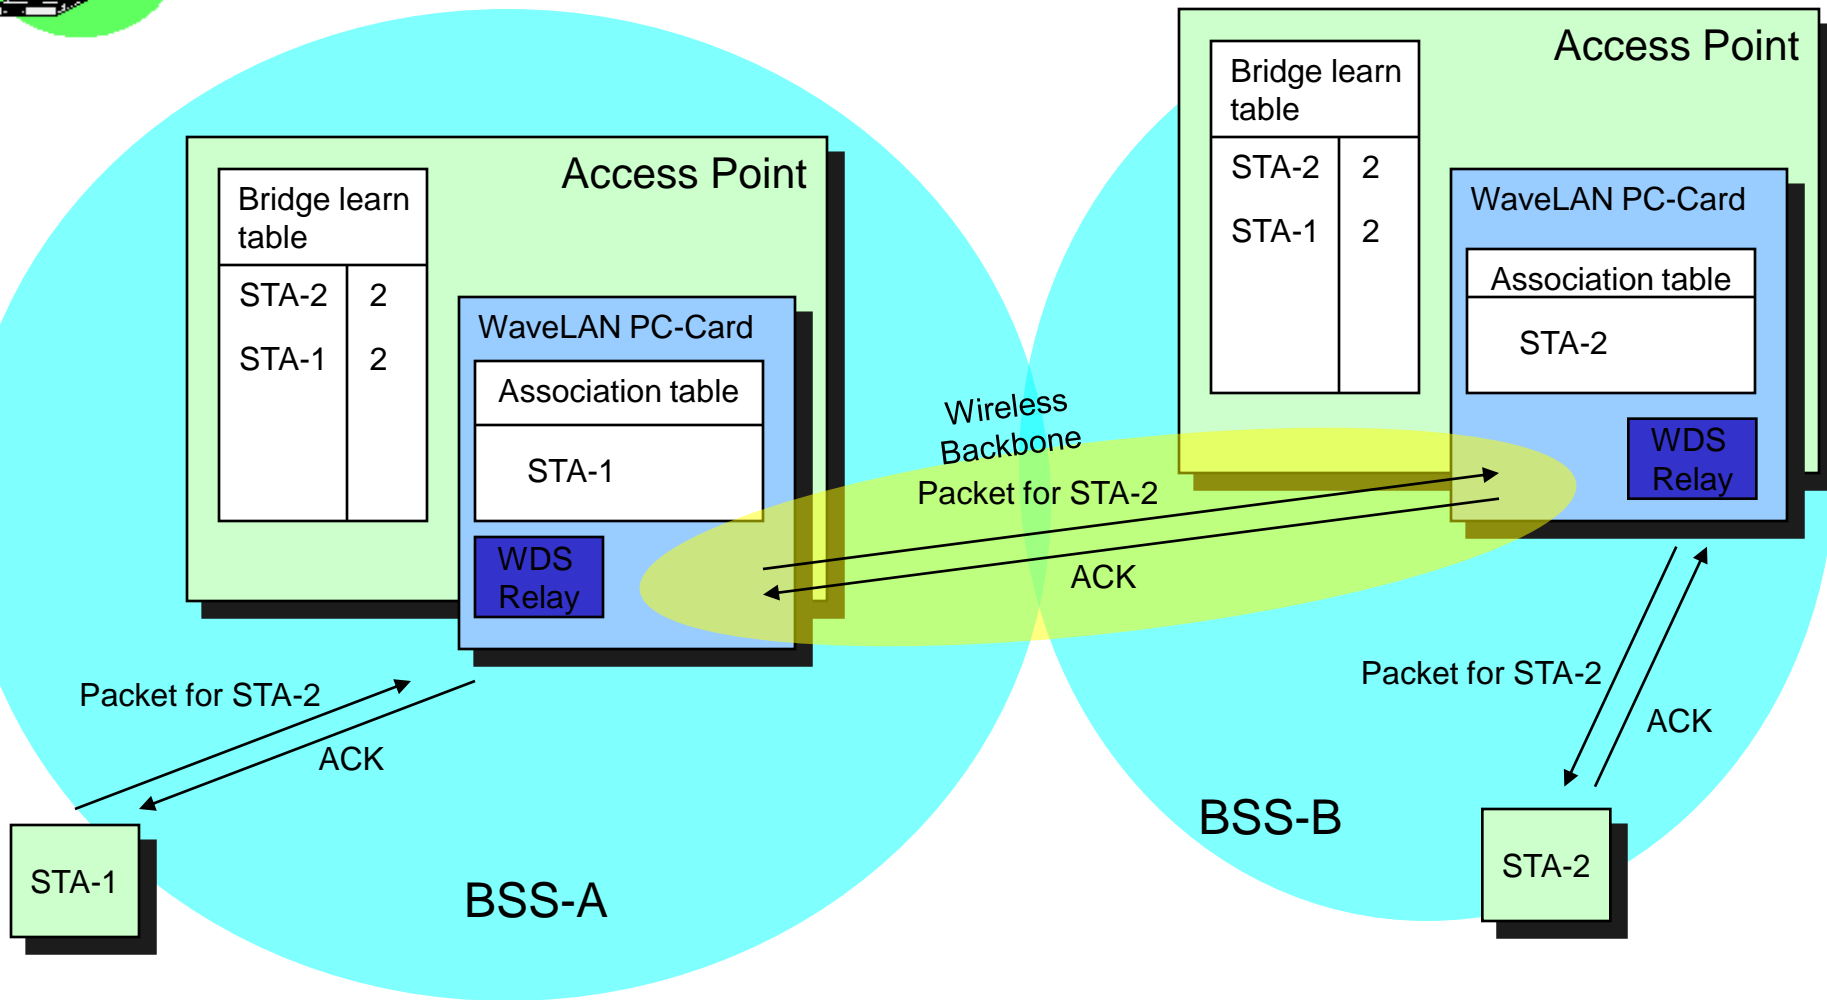 Access Point
Bridge learn
table
STA-2 2
STA-1 2
WaveLAN PC-Card
Association table
STA-1
WDS
Relay
Access Point
Bridge learn
table
STA-2 2
STA-1 2
WaveLAN PC-Card
Association table
STA-2
WDS
Relay
Wireless
Backbone
Packet for STA-2
ACK
Packet for STA-2
ACK
Packet for STA-2
ACK
STA-1
BSS-A
BSS-B
STA-2